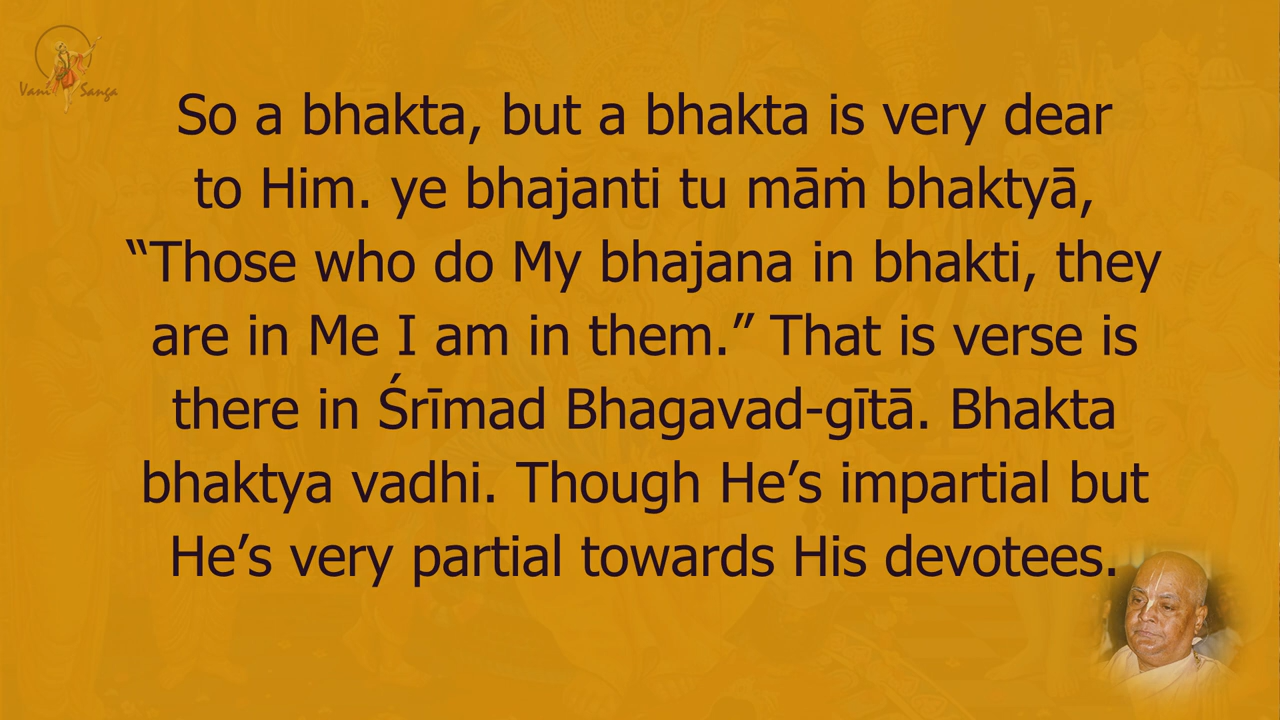 Vani Sanga
So a bhakta, but a bhakta is very dear
to Him. ye bhajanti tu māṁ bhaktyā,
“Those who do My bhajana in bhakti, they
are in Me I am in them.” That is verse is
there in Śrīmad Bhagavad-gītā. Bhakta
bhaktya vadhi. Though He’s impartial but
He’s very partial towards His devotees.